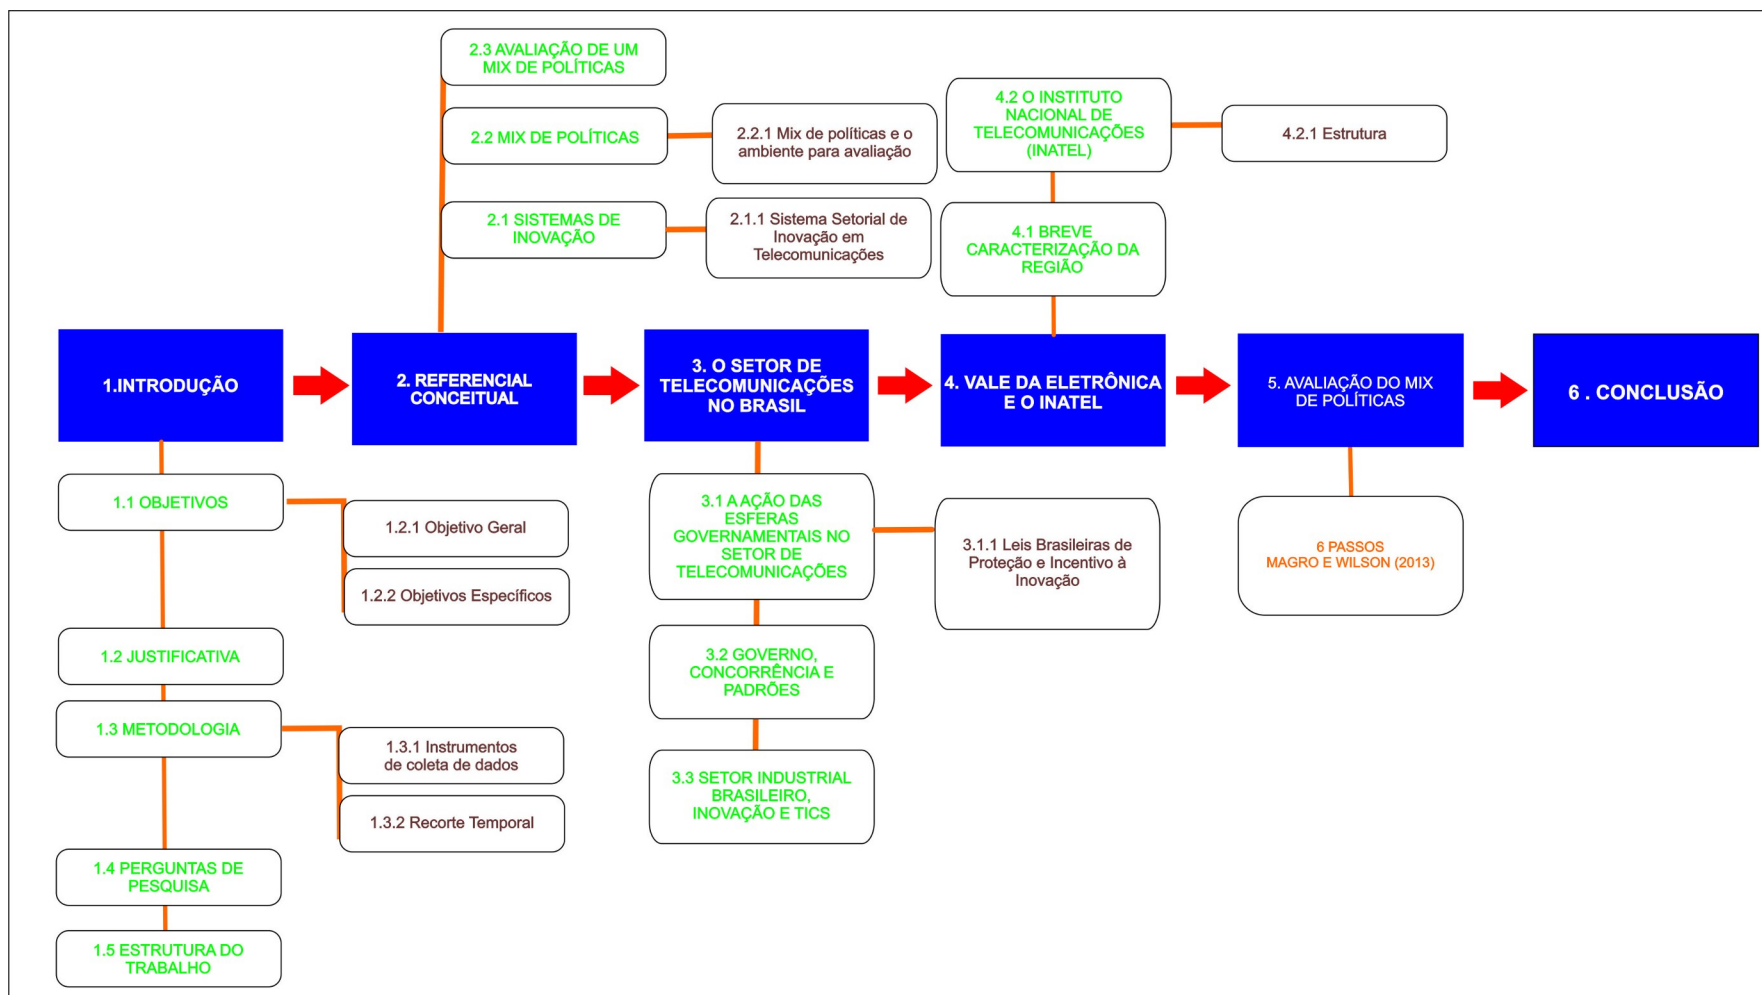 2.3 AVALIAÇÃO DE UM
MIX DE POLÍTICAS
2.2 MIX DE POLÍTICAS
2.2.1 Mix de políticas e o
ambiente para avaliação
2.1 SISTEMAS DE
INOVAÇÃO
2.1.1 Sistema Setorial de
Inovação em
Telecomunicações
4.2 O INSTITUTO
NACIONAL DE
TELECOMUNICAÇÕES
(INATEL)
4.2.1 Estrutura
4.1 BREVE
CARACTERIZAÇÃO DA
REGIÃO
1.INTRODUÇÃO
2. REFERENCIAL
CONCEITUAL
3. O SETOR DE
TELECOMUNICAÇÕES
NO BRASIL
4. VALE DA ELETRÔNICA
E O INATEL
5. AVALIAÇÃO DO MIX
DE POLÍTICAS
6 . CONCLUSÃO
1.1 OBJETIVOS
1.2.1 Objetivo Geral
1.2.2 Objetivos Específicos
1.2 JUSTIFICATIVA
1.3 METODOLOGIA
1.3.1 Instrumentos
de coleta de dados
1.3.2 Recorte Temporal
1.4 PERGUNTAS DE
PESQUISA
1.5 ESTRUTURA DO
TRABALHO
3.1 A AÇÃO DAS
ESFERAS
GOVERNAMENTAIS NO
SETOR DE
TELECOMUNICAÇÕES
3.1.1 Leis Brasileiras de
Proteção e Incentivo à
Inovação
3.2 GOVERNO,
CONCORRÊNCIA E
PADRÕES
3.3 SETOR INDUSTRIAL
BRASILEIRO,
INOVAÇÃO E TICS
6 PASSOS
MAGRO E WILSON (2013)